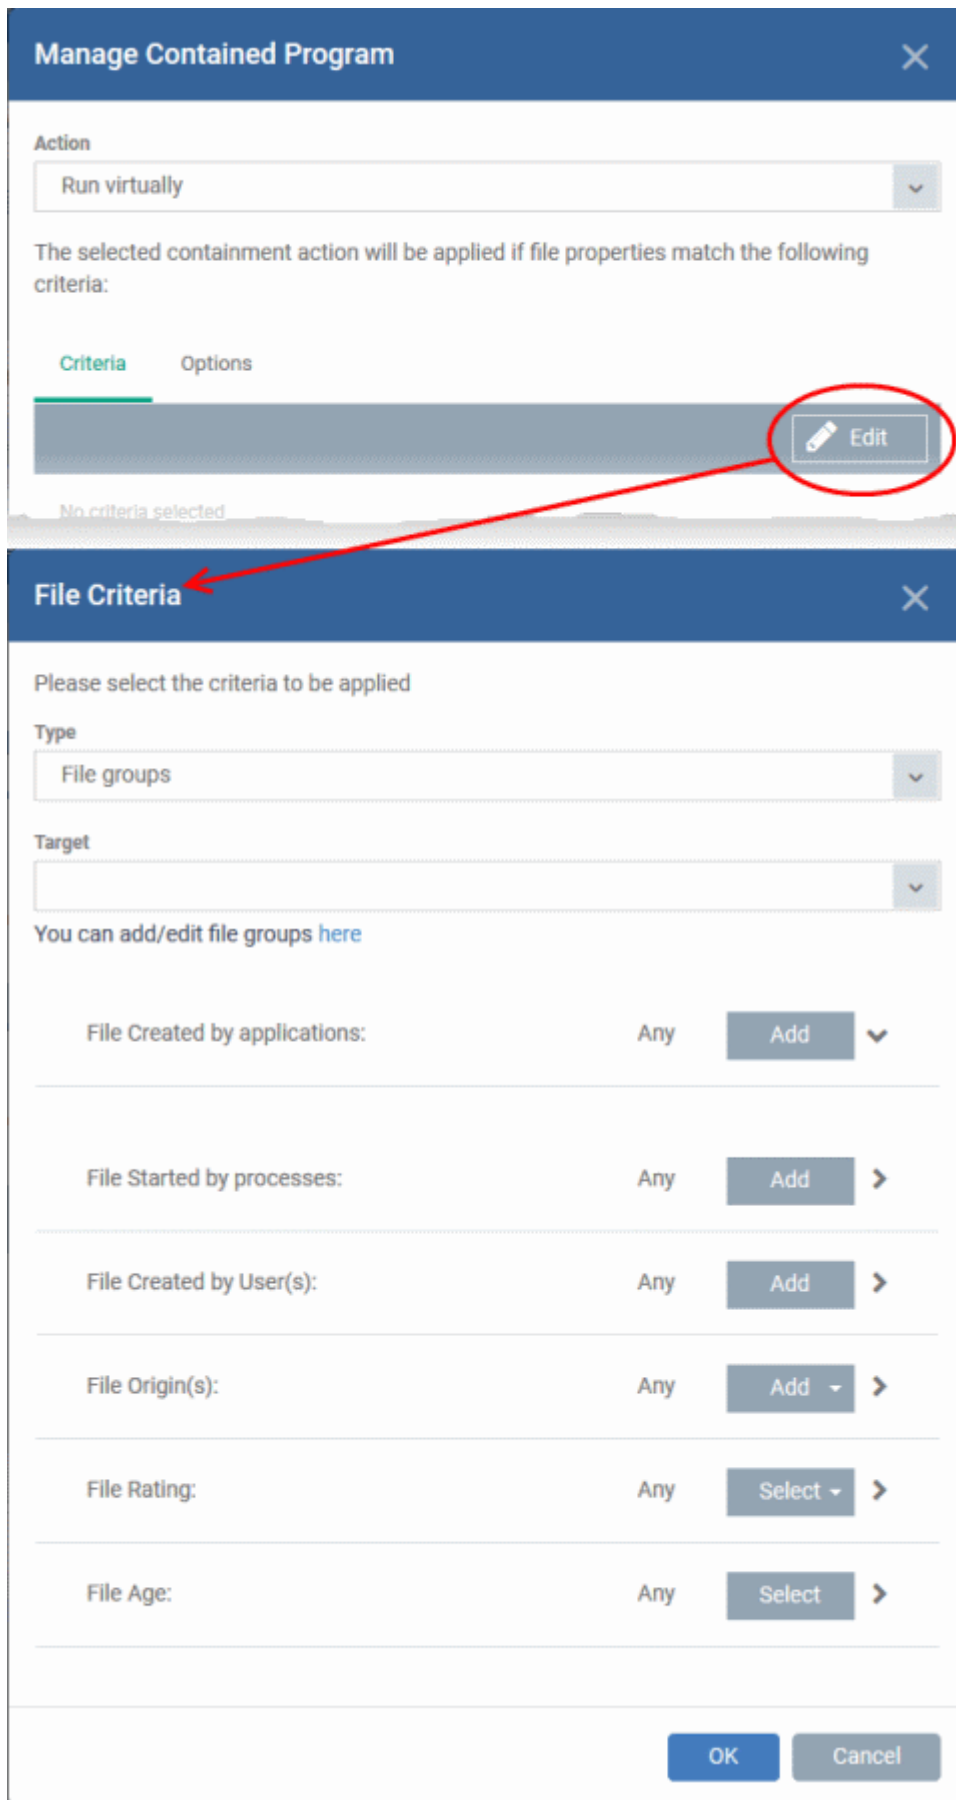 Manage Contained Program
Action
Run virtually
The selected containment action will be applied if file properties match the following
criteria:
Criteria Options
Edit
No criteria selected
File Criteria
Please select the criteria to be applied
Type
File groups
Target
You can add/edit file groups here
File Created by applications: Any Add
File Started by processes: Any Add
File Created by User(s): Any Add
File Origin(s): Any Add
File Rating: Any Select
File Age: Any Select
OK Cancel